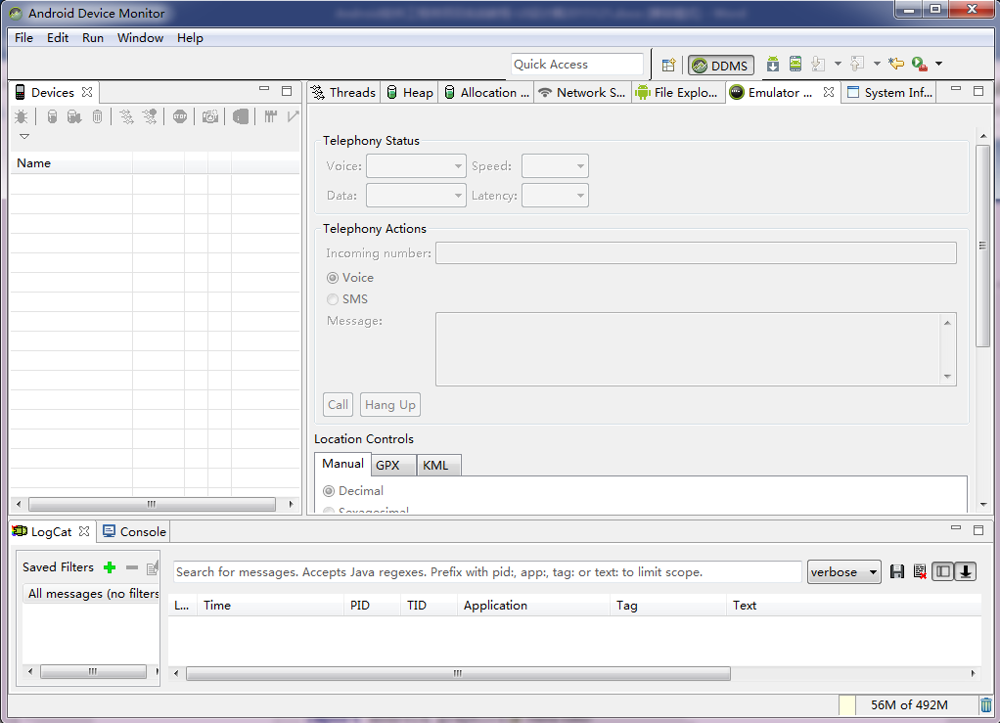 Android Device Monitor
File Edit Run Window Help
Quick Access
DDMS
Devices
Name
Threads Heap Allocation ... Network S... File Explo... Emulator ... System Inf...
Telephony Status
Voice: Speed:
Data: Latency:
Telephony Actions
Incoming number:
Voice
SMS
Message:
Call Hang Up
Location Controls
Manual GPX KML
Decimal
Sexagesimal
LogCat Console
Saved Filters
All messages (no filters
Search for messages. Accepts Java regexes. Prefix with pid:, app:, tag: or text: to limit scope.
verbose
L... Time PID TID Application Tag Text
56M of 492M